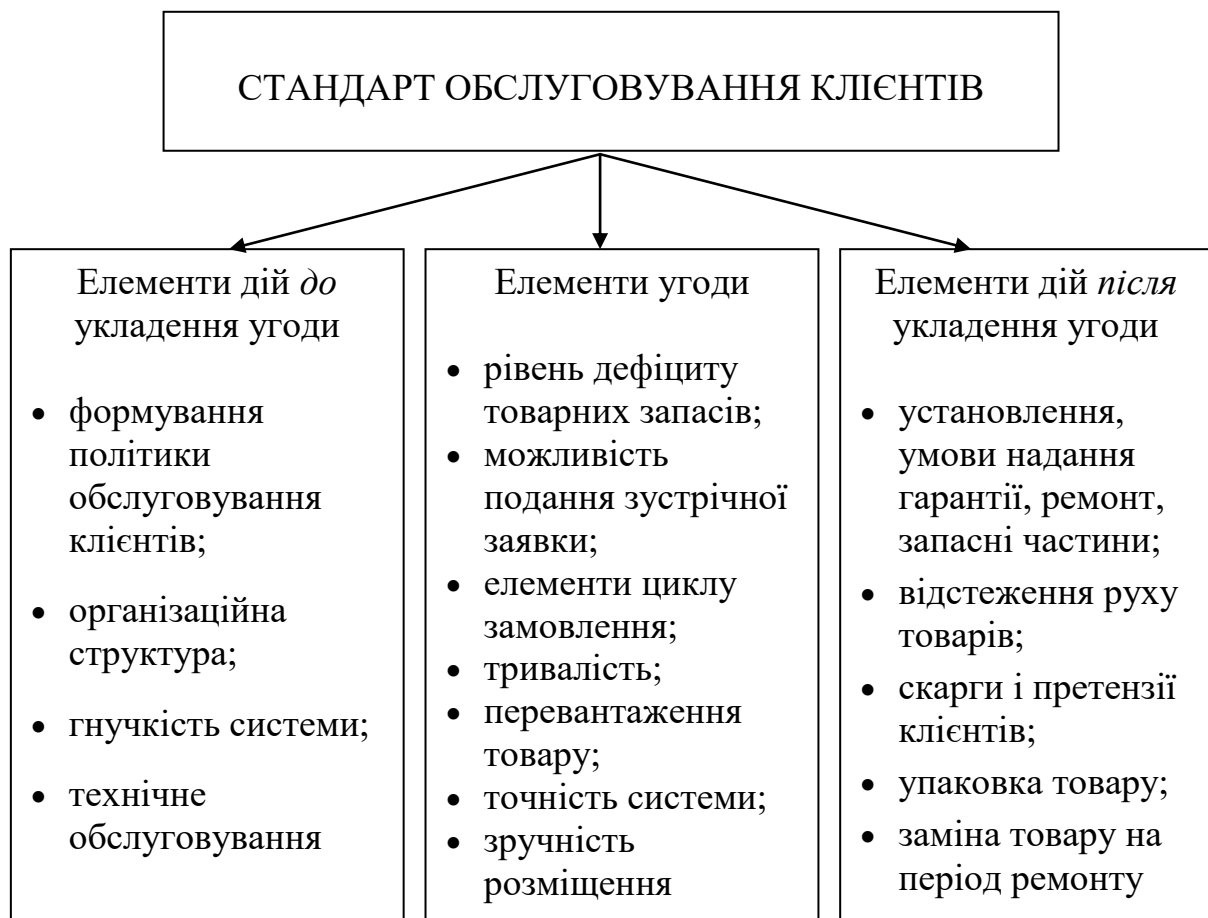 СТАНДАРТ ОБСЛУГОВУВАННЯ КЛІЄНТІВ
Елементи дій до
укладення угоди
• формування
політики
обслуговування
клієнтів;
• організаційна
структура;
• гнучкість системи;
• технічне
обслуговування
Елементи угоди
• рівень дефіциту
товарних запасів;
• можливість
подання зустрічної
заявки;
• елементи циклу
замовлення;
• тривалість;
• перевантаження
товару;
• точність системи;
• зручність
розміщення
Елементи дій після
укладення угоди
• установлення,
умови надання
гарантії, ремонт,
запасні частини;
• відстеження руху
товарів;
• скарги і претензії
клієнтів;
• упаковка товару;
• заміна товару на
період ремонту